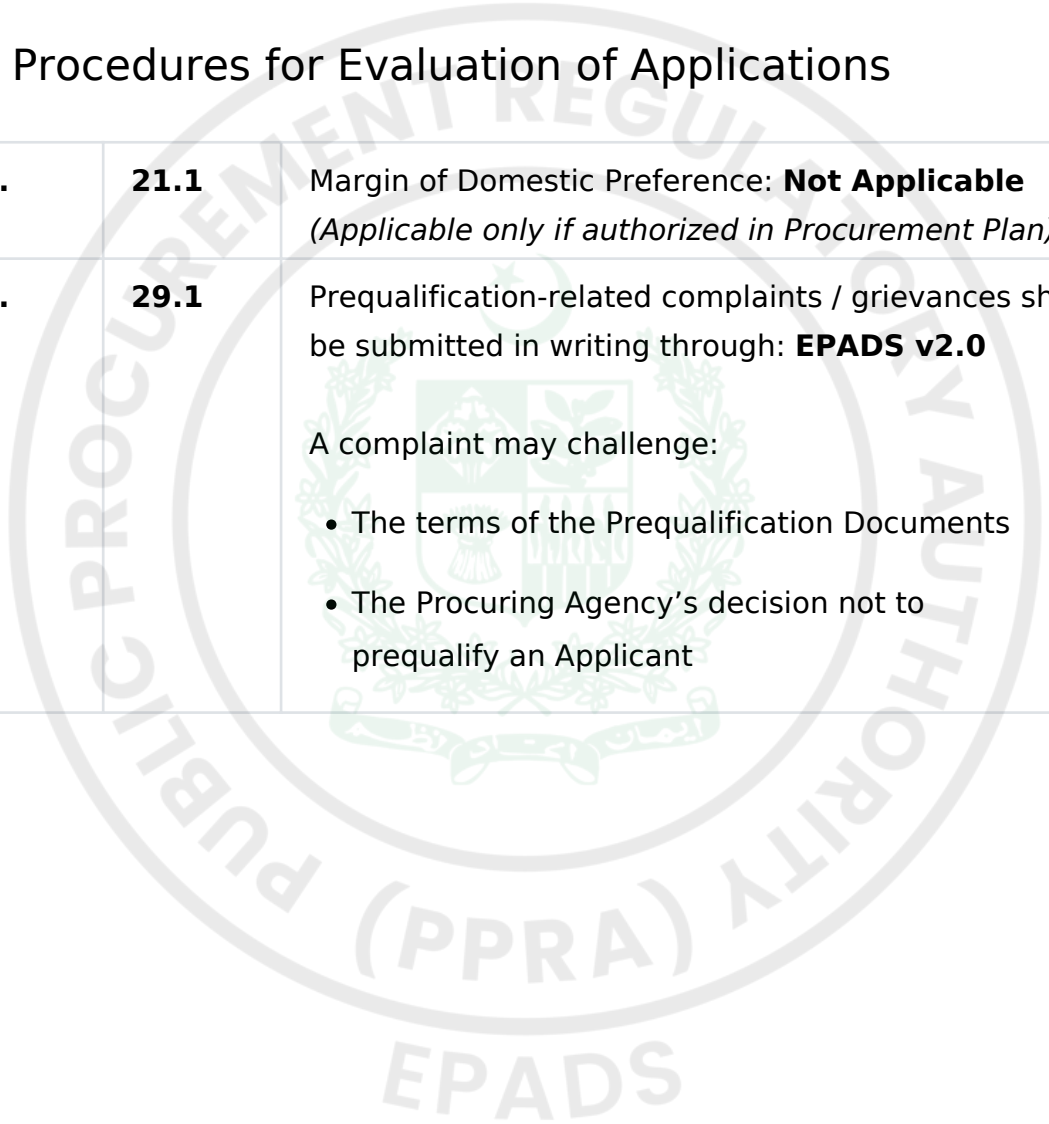 Procedures for Evaluation of Applications
. 21.1 Margin of Domestic Preference: Not Applicable
(Applicable only if authorized in Procurement Plan)
. 29.1 Prequalification-related complaints / grievances sh
be submitted in writing through: EPADS v2.0
A complaint may challenge:
• The terms of the Prequalification Documents
• The Procuring Agency’s decision not to
prequalify an Applicant
PUBLIC PROCUREMENT REGULATORY AUTHORITY
(PPRA)
EPADS